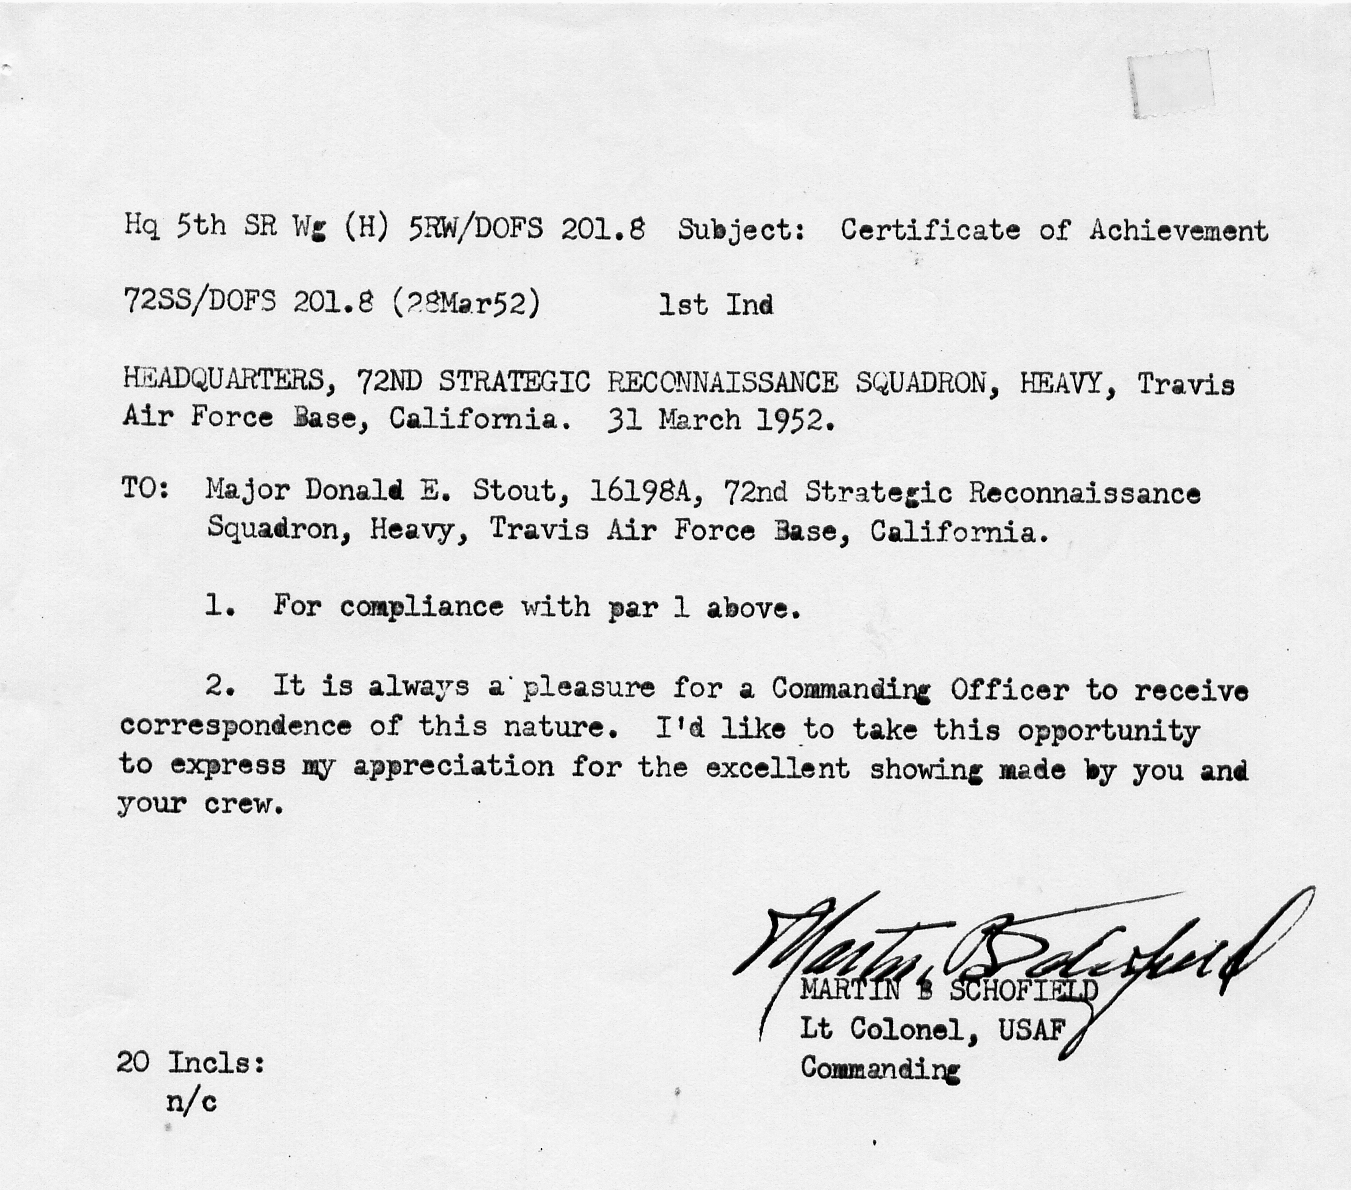 Hq 5th SR Wg (H) 5RW/DOFS 201.8 Subject: Certificate of Achievement
72SS/DOFS 201.8 (28Mar52) 1st Ind
HEADQUARTERS, 72ND STRATEGIC RECONNAISSANCE SQUADRON, HEAVY, Travis
Air Force Base, California. 31 March 1952.
TO: Major Donald E. Stout, 16198A, 72nd Strategic Reconnaissance
Squadron, Heavy, Travis Air Force Base, California.
1. For compliance with par 1 above.
2. It is always a pleasure for a Commanding Officer to receive
correspondence of this nature. I'd like to take this opportunity
to express my appreciation for the excellent showing made by you and
your crew.
Martin B Schofield
MARTIN B SCHOFIELD
Lt Colonel, USAF
Commanding
20 Incls:
n/c